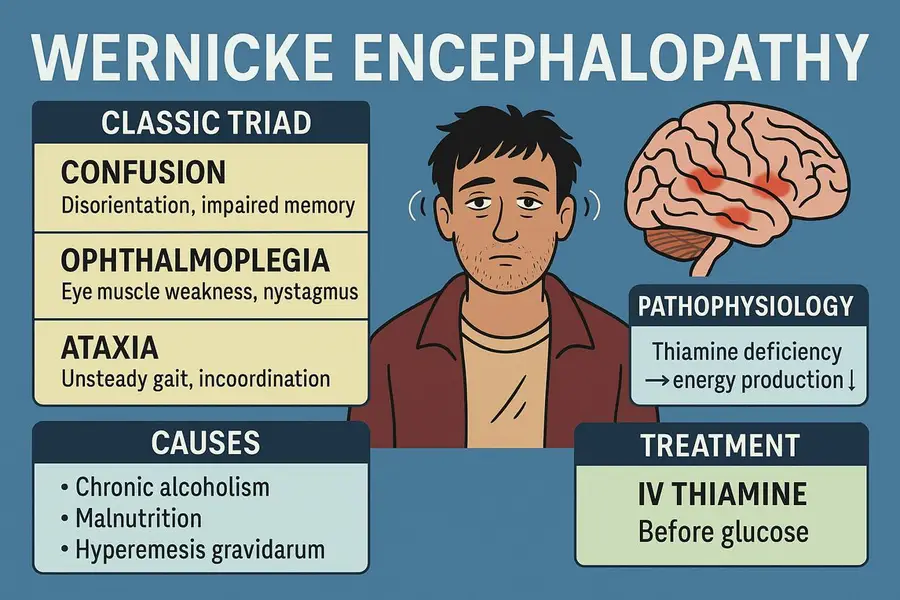 WERNICKE ENCEPHALOPATHY
CLASSIC TRIAD
CONFUSION
Disorientation, impaired memory
OPHTHALMOPLEGIA
Eye muscle weakness, nystagmus
ATAXIA
Unsteady gait, incoordination
CAUSES
• Chronic alcoholism
• Malnutrition
• Hyperemesis gravidarum
PATHOPHYSIOLOGY
Thiamine deficiency
→ energy production ↓
TREATMENT
IV THIAMINE
Before glucose